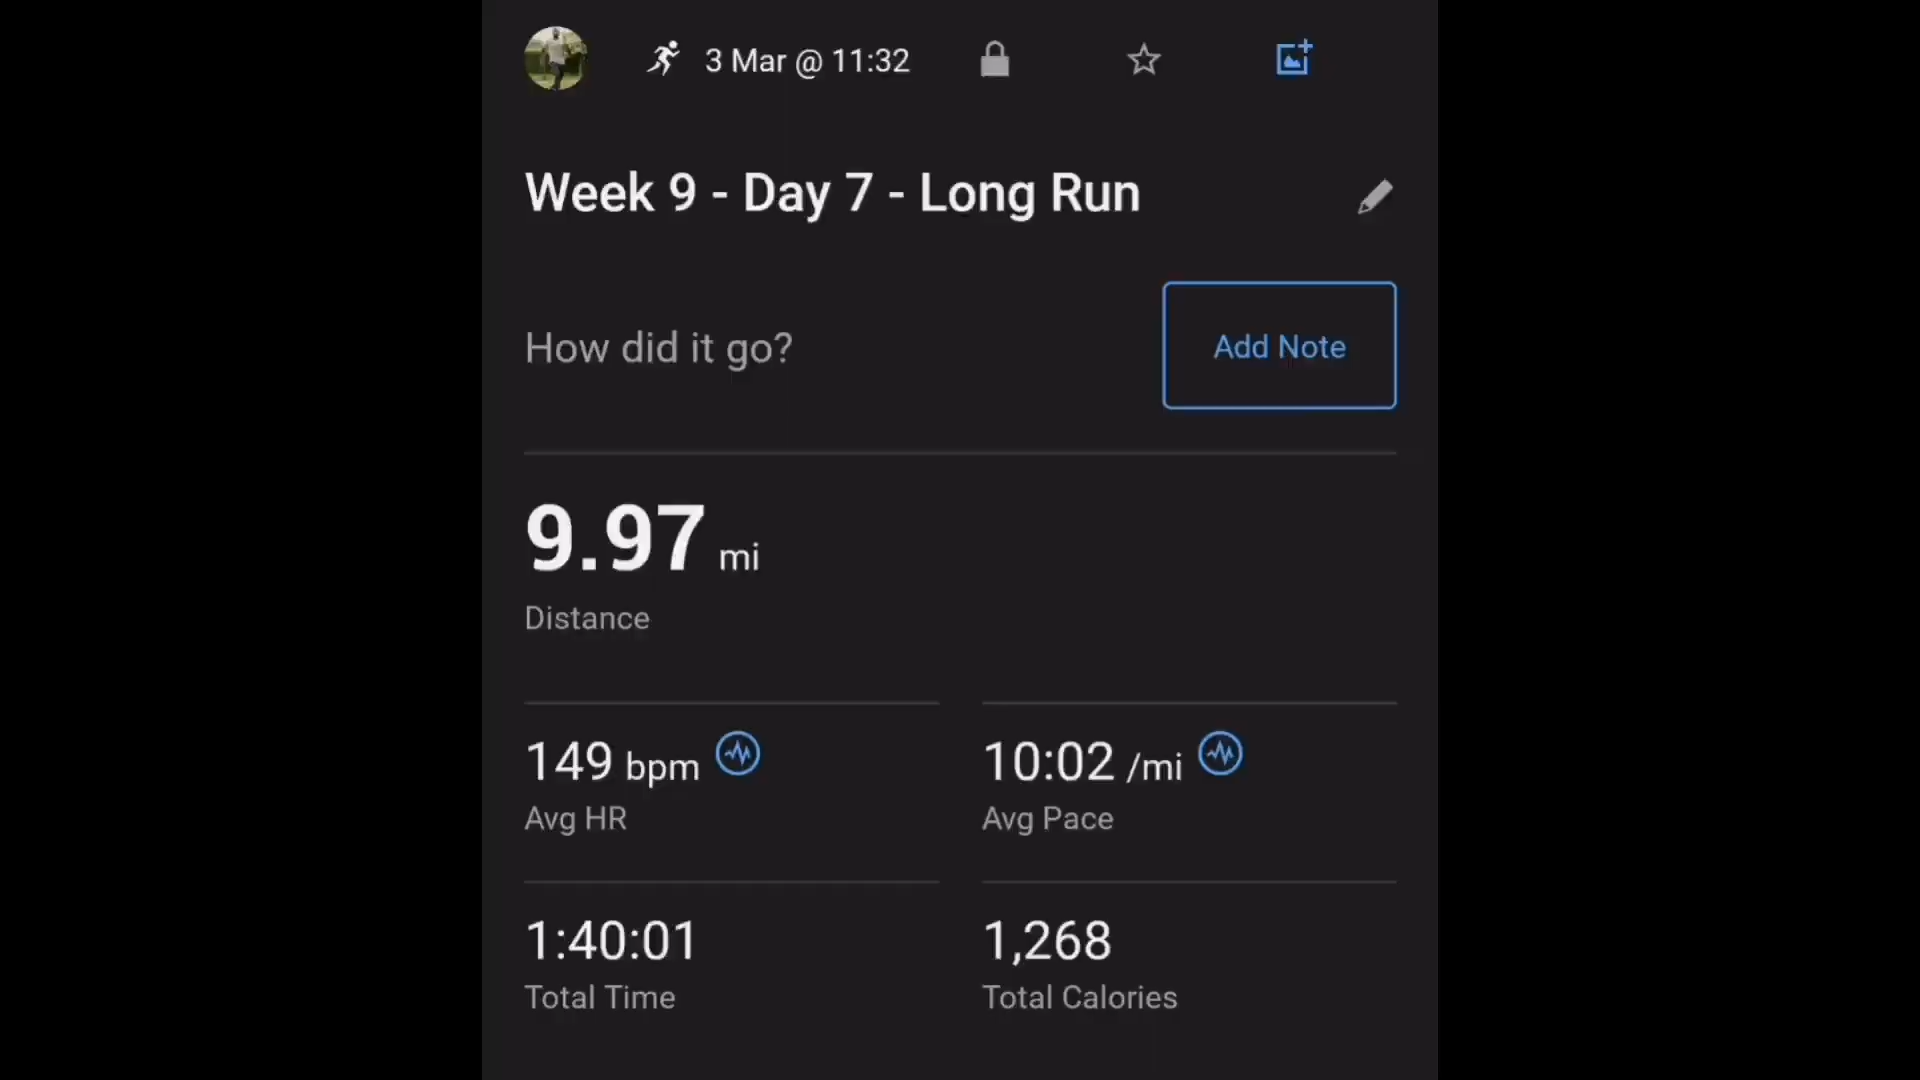 3 Mar @ 11:32
Week 9 - Day 7 - Long Run
How did it go?
Add Note
9.97 mi
Distance
149 bpm
10:02 /mi
Avg HR
Avg Pace
1:40:01
1,268
Total Time
Total Calories